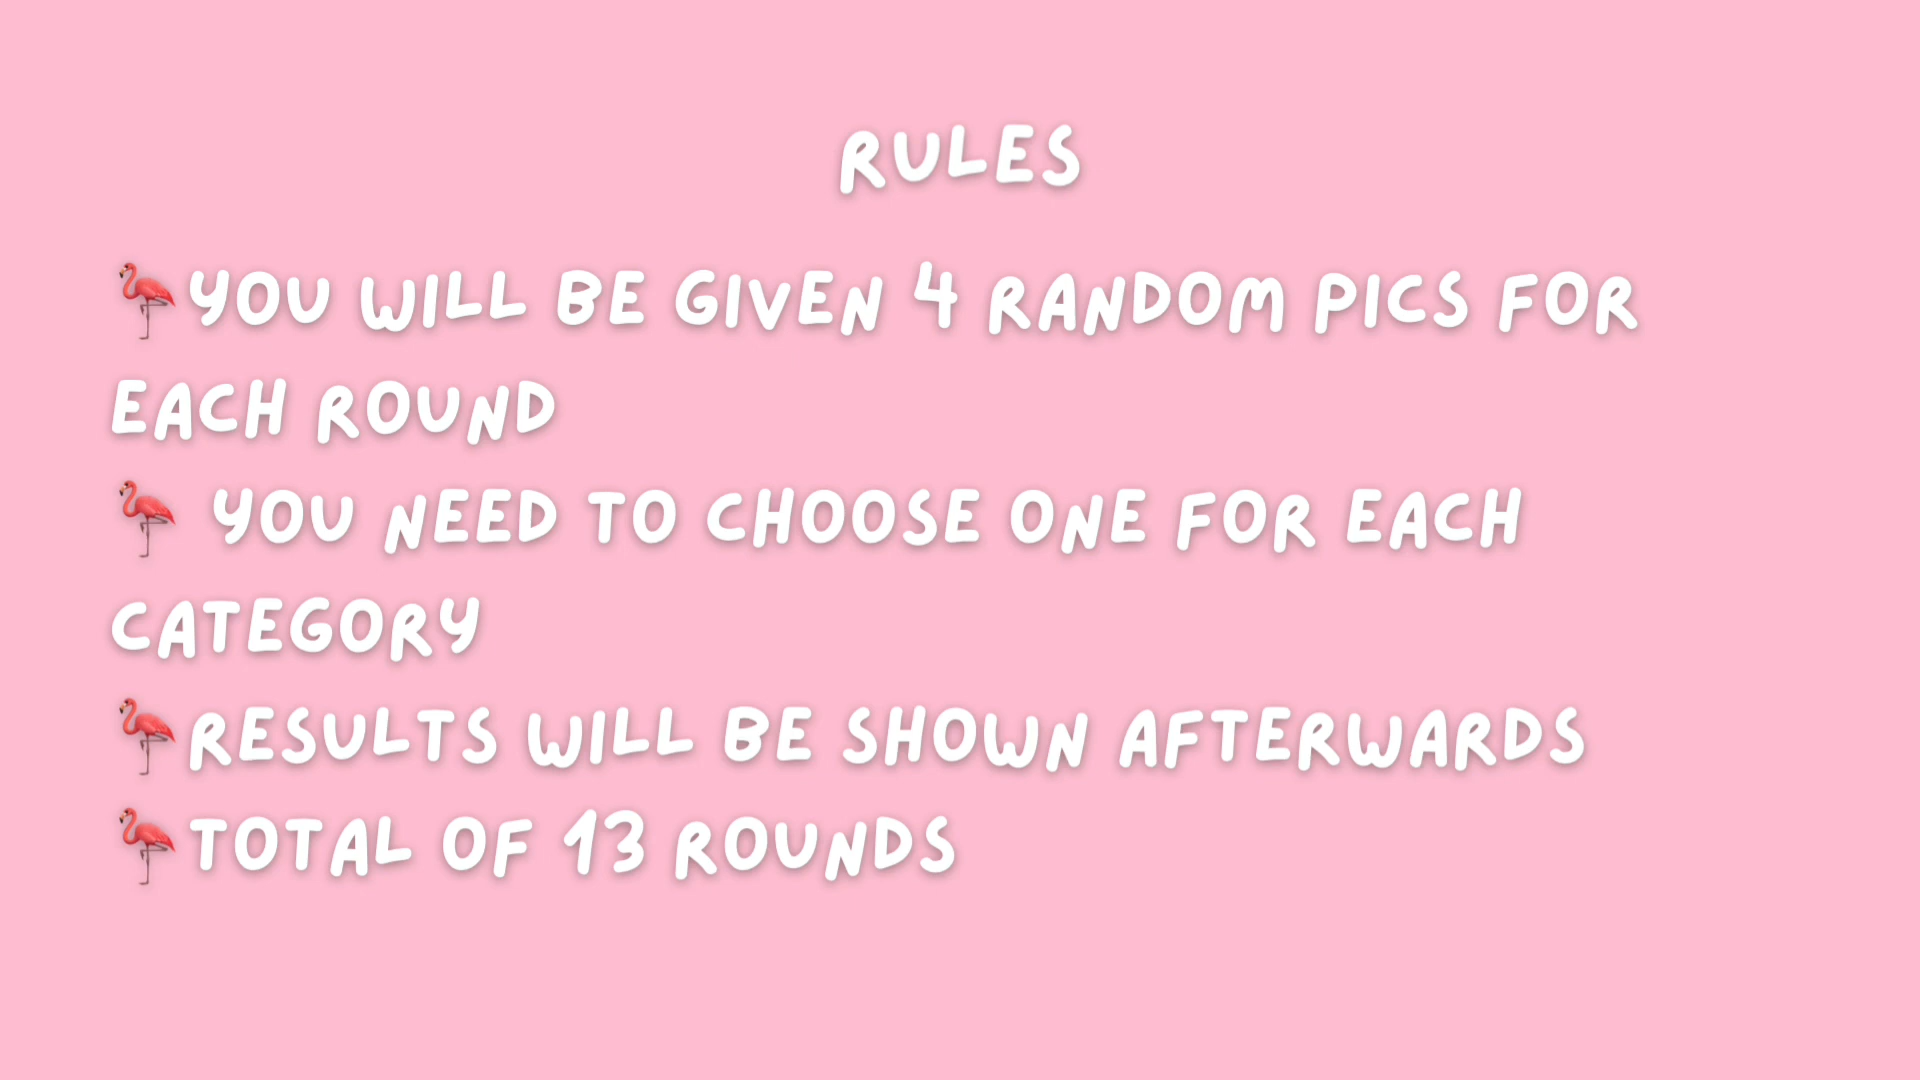 RULES
🦩YOU WILL BE GIVEN 4 RANDOM PICS FOR
EACH ROUND
🦩 YOU NEED TO CHOOSE ONE FOR EACH
CATEGORY
🦩RESULTS WILL BE SHOWN AFTERWARDS
🦩TOTAL OF 13 ROUNDS